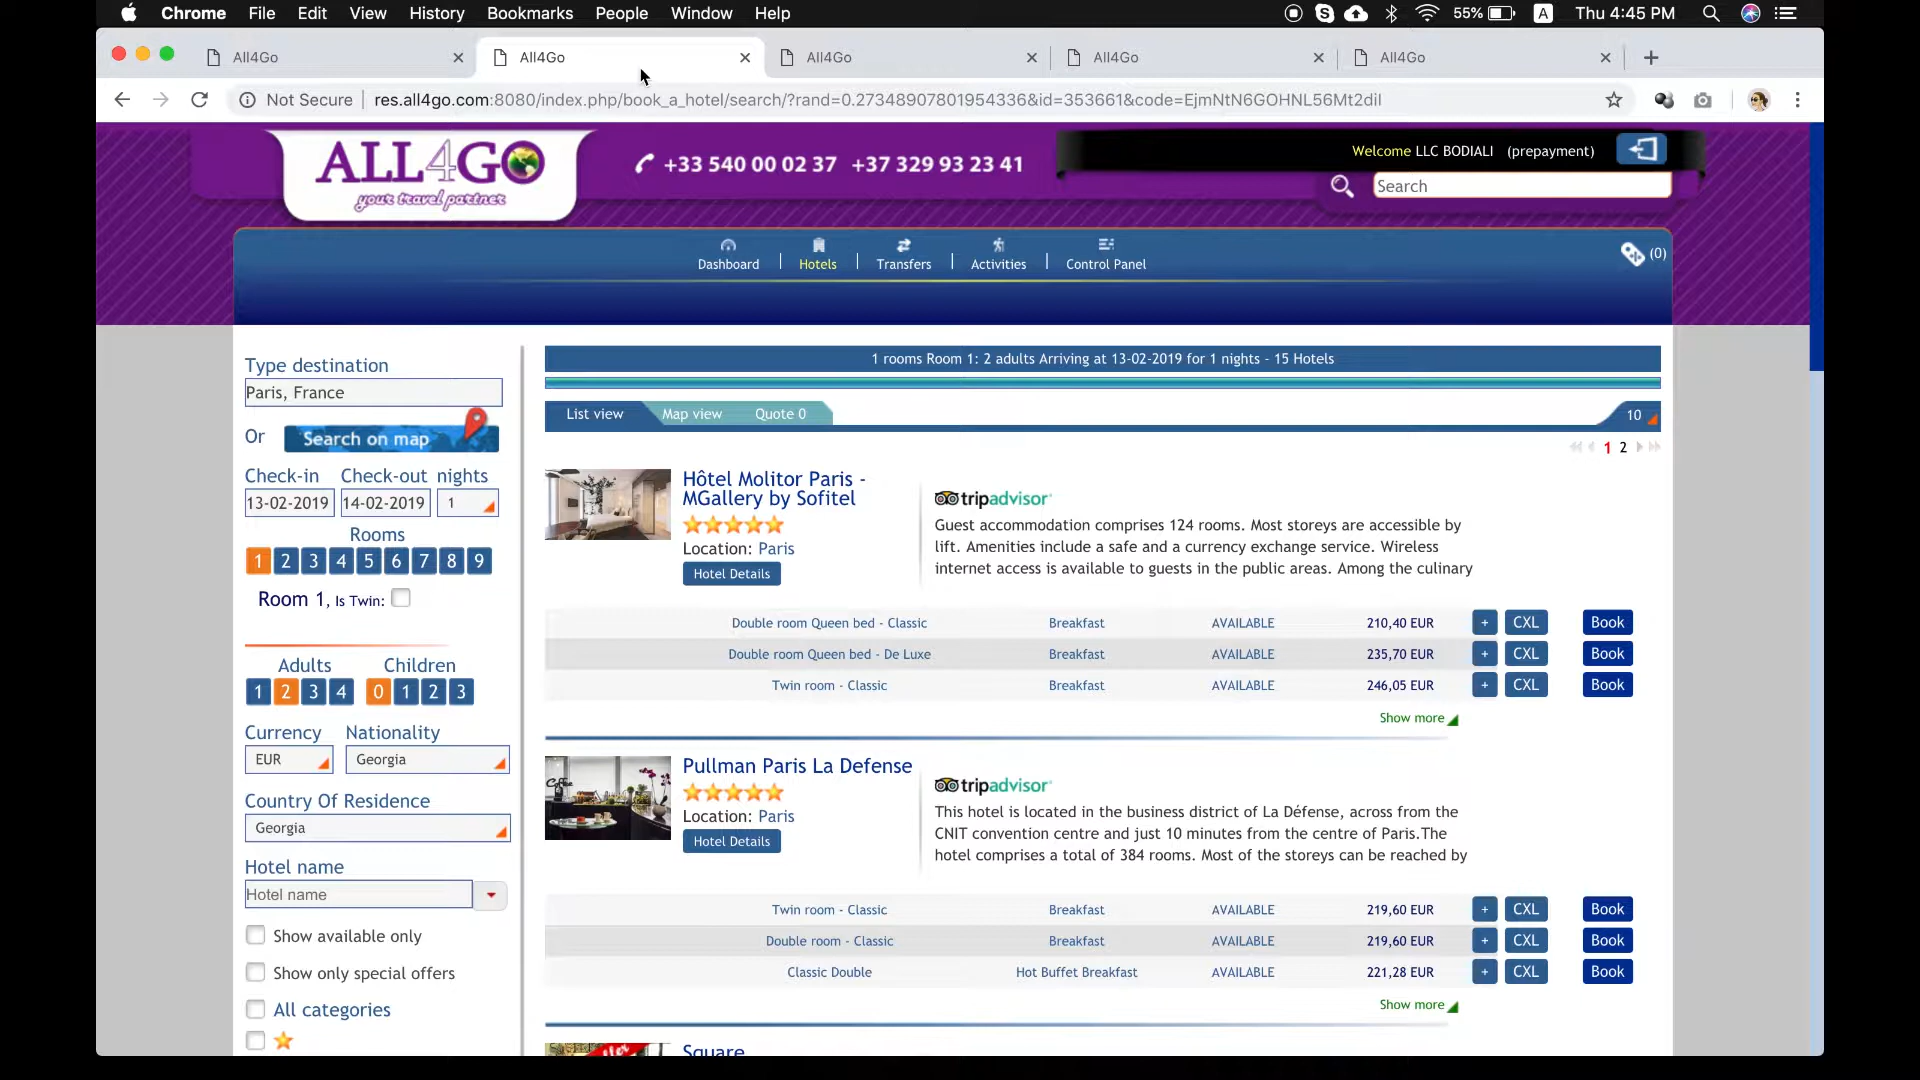 Chrome File Edit View History Bookmarks People Window Help 55% A Thu 4:45 PM
All4Go All4Go All4Go All4Go All4Go
Not Secure | res.all4go.com:8080/index.php/book_a_hotel/search/?rand=0.27348907801954336&id=353661&code=EjmNtN6GOHNL56Mt2diI
ALL4GO
your travel partner
+33 540 00 02 37 +37 329 93 23 41
Welcome LLC BODIALI (prepayment)
Search
Dashboard Hotels Transfers Activities Control Panel
(0)
Type destination
Paris, France
Or Search on map
Check-in Check-out nights
13-02-2019 14-02-2019 1
Rooms
1 2 3 4 5 6 7 8 9
Room 1, Is Twin:
Adults Children
1 2 3 4 0 1 2 3
Currency Nationality
EUR Georgia
Country Of Residence
Georgia
Hotel name
Hotel name
Show available only
Show only special offers
All categories
1 rooms Room 1: 2 adults Arriving at 13-02-2019 for 1 nights - 15 Hotels
List view Map view Quote 0 10
1 2
Hôtel Molitor Paris -
MGallery by Sofitel
Location: Paris
Hotel Details
tripadvisor
Guest accommodation comprises 124 rooms. Most storeys are accessible by
lift. Amenities include a safe and a currency exchange service. Wireless
internet access is available to guests in the public areas. Among the culinary
Double room Queen bed - Classic Breakfast AVAILABLE 210,40 EUR + CXL Book
Double room Queen bed - De Luxe Breakfast AVAILABLE 235,70 EUR + CXL Book
Twin room - Classic Breakfast AVAILABLE 246,05 EUR + CXL Book
Show more
Pullman Paris La Defense
Location: Paris
Hotel Details
tripadvisor
This hotel is located in the business district of La Défense, across from the
CNIT convention centre and just 10 minutes from the centre of Paris.The
hotel comprises a total of 384 rooms. Most of the storeys can be reached by
Twin room - Classic Breakfast AVAILABLE 219,60 EUR + CXL Book
Double room - Classic Breakfast AVAILABLE 219,60 EUR + CXL Book
Classic Double Hot Buffet Breakfast AVAILABLE 221,28 EUR + CXL Book
Show more
Square